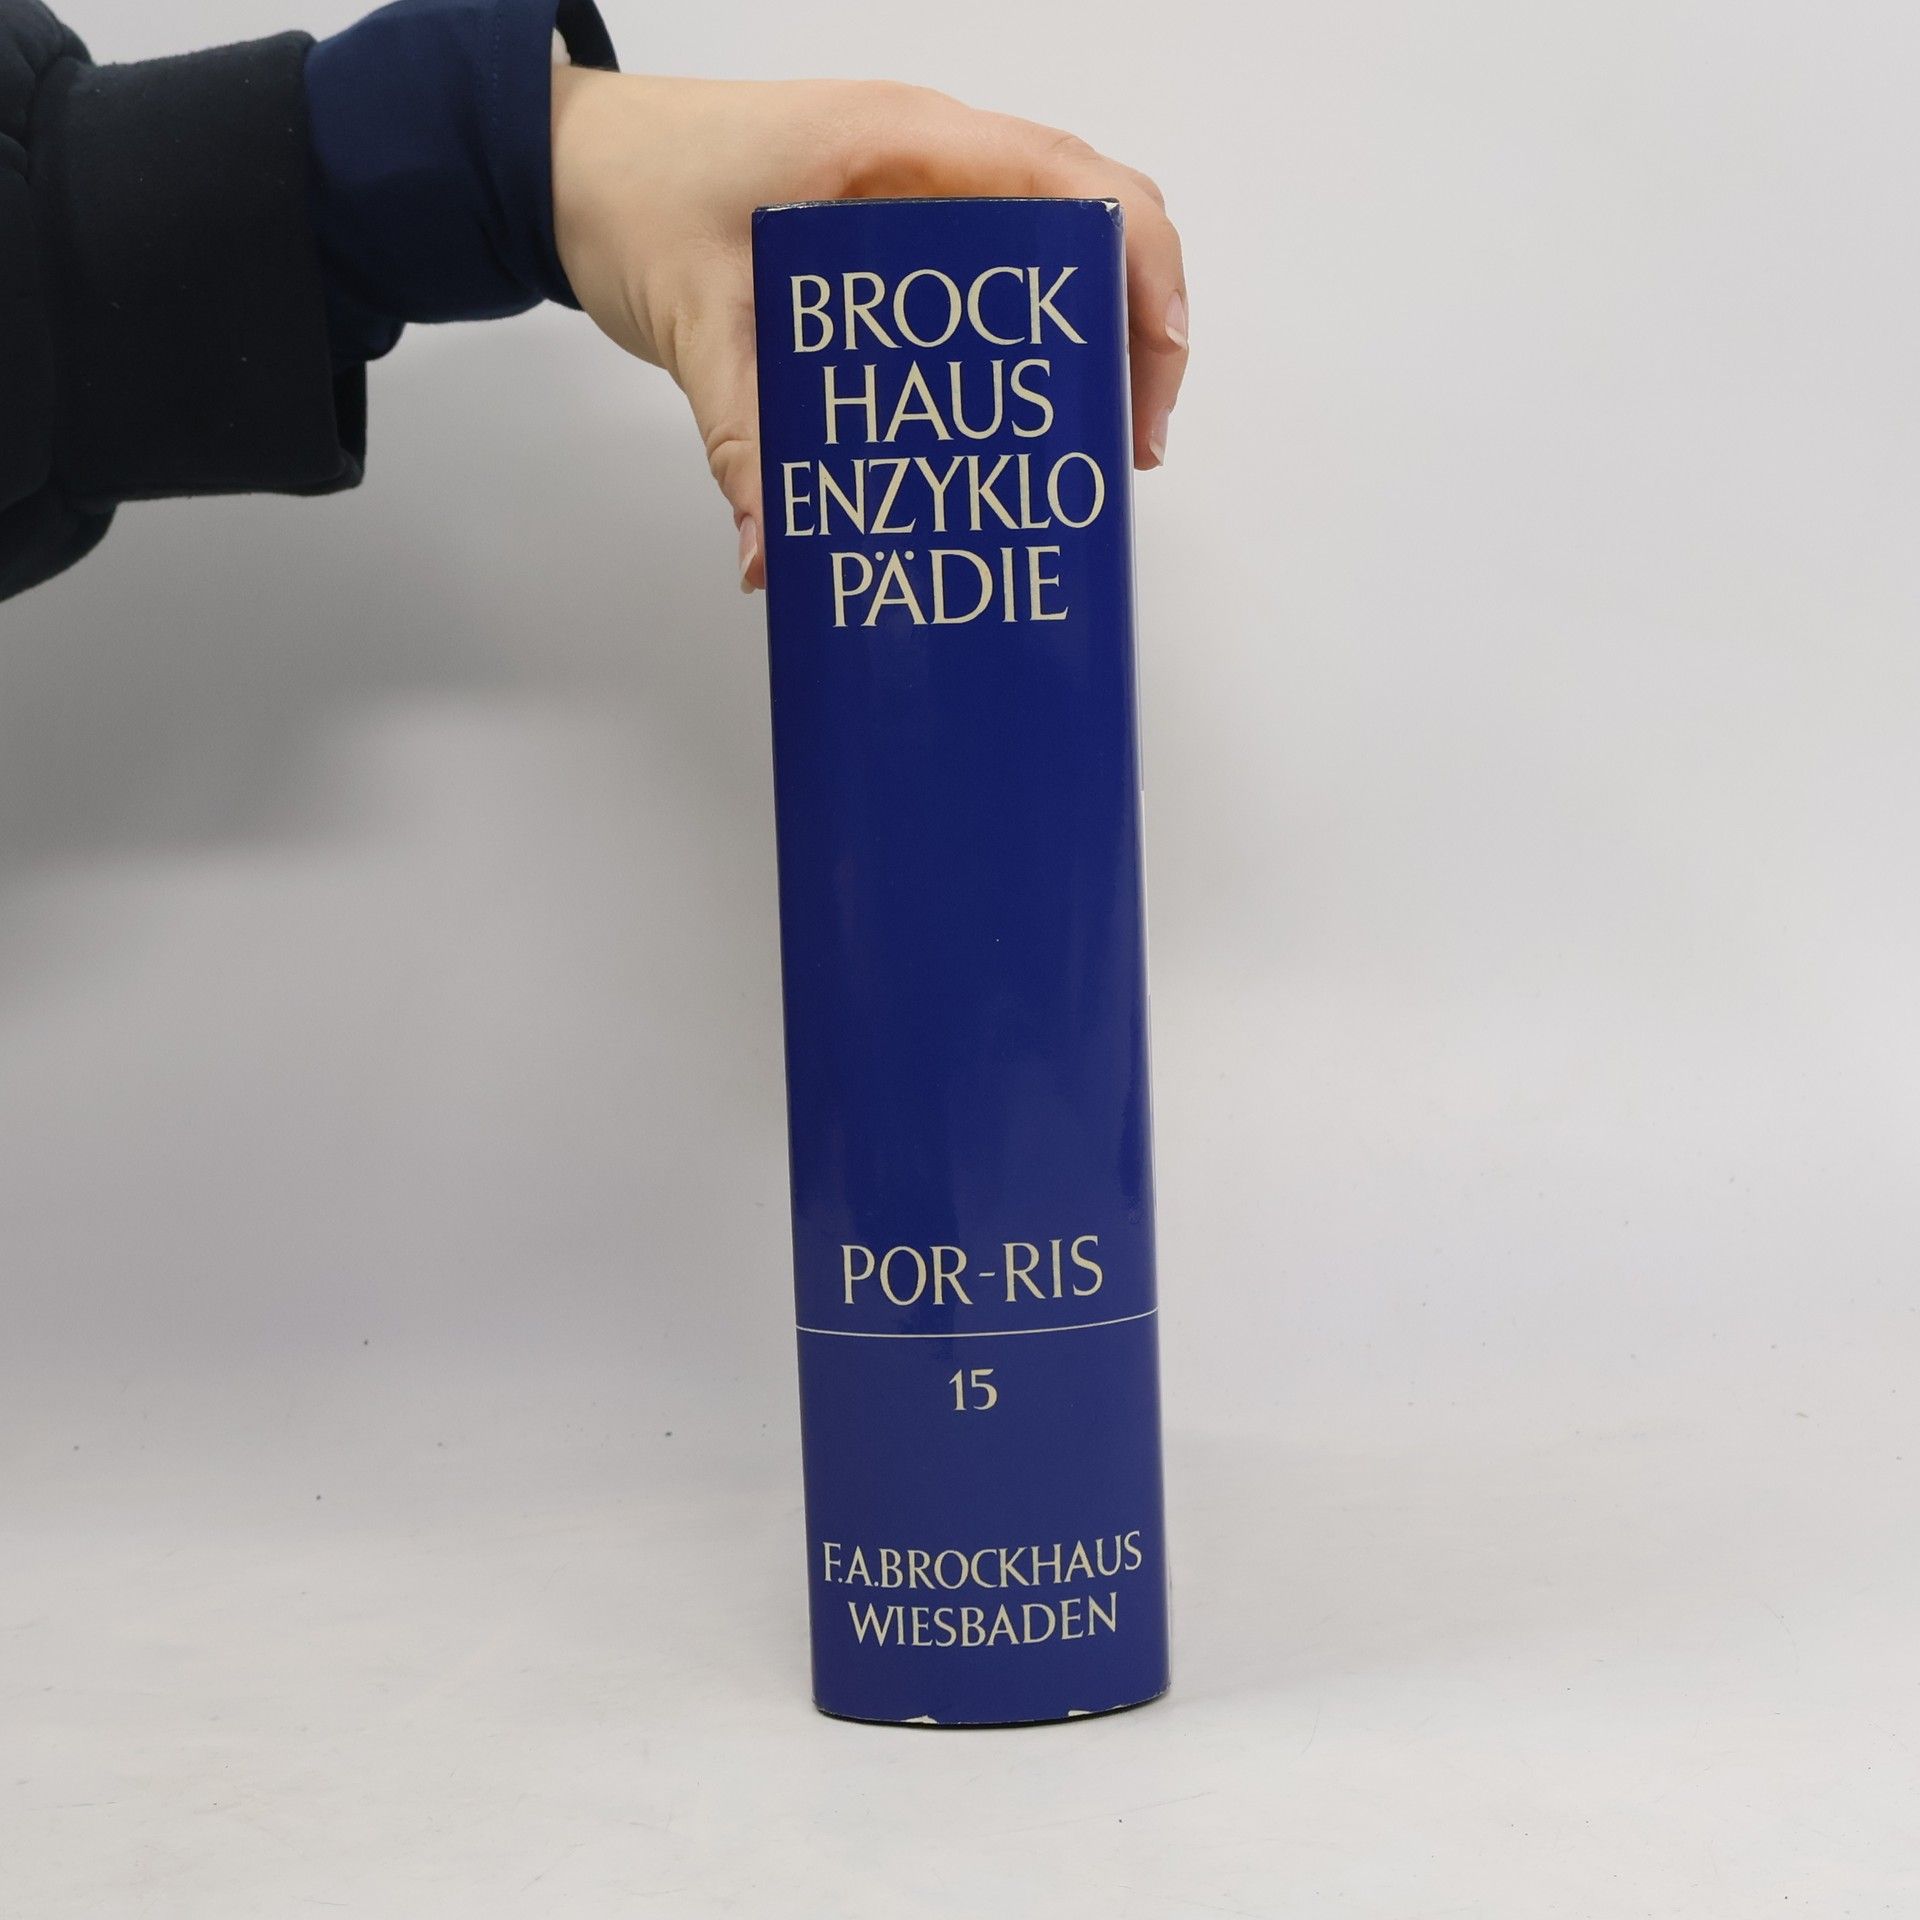 BROCK
HAUS
ENZYKLO
PÄDIE
POR-RIS
15
F.A.BROCKHAUS
WIESBADEN